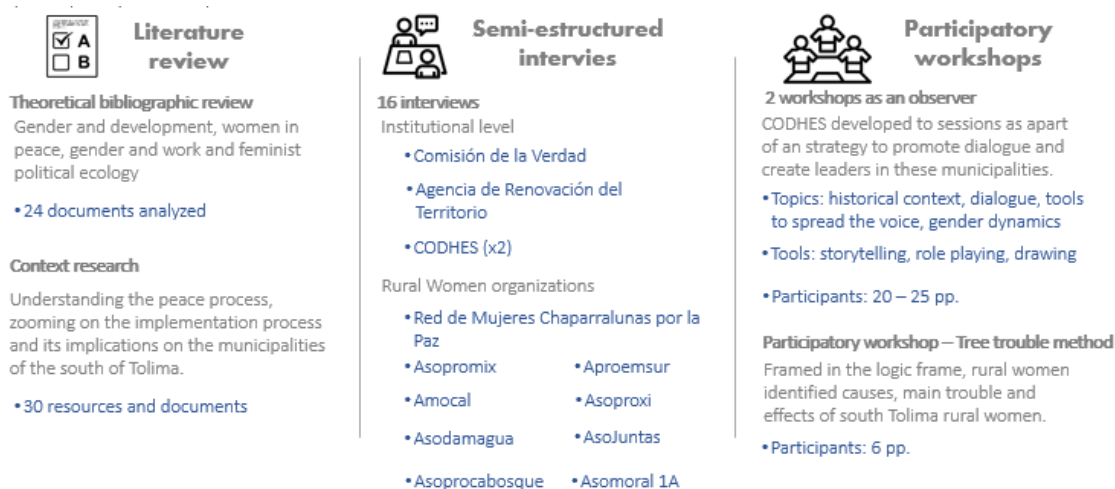 A
B
Literature
review
Theoretical bibliographic review
Gender and development, women in
peace, gender and work and feminist
political ecology
• 24 documents analyzed
Context research
Understanding the peace process,
zooming on the implementation process
and its implications on the municipalities
of the south of Tolima.
• 30 resources and documents
Semi-estructured
intervies
16 interviews
Institutional level
• Comisión de la Verdad
• Agencia de Renovación del
Territorio
• CODHES (x2)
Rural Women organizations
• Red de Mujeres Chaparralunas por la
Paz
• Asopromix • Aproemsur
• Amocal • Asoproxi
• Asodamagua • AsoJuntas
• Asoprocabosque • Asomoral 1A
Participatory
workshops
2 workshops as an observer
CODHES developed to sessions as apart
of an strategy to promote dialogue and
create leaders in these municipalities.
• Topics: historical context, dialogue, tools
to spread the voice, gender dynamics
• Tools: storytelling, role playing, drawing
• Participants: 20 – 25 pp.
Participatory workshop – Tree trouble method
Framed in the logic frame, rural women
identified causes, main trouble and
effects of south Tolima rural women.
• Participants: 6 pp.